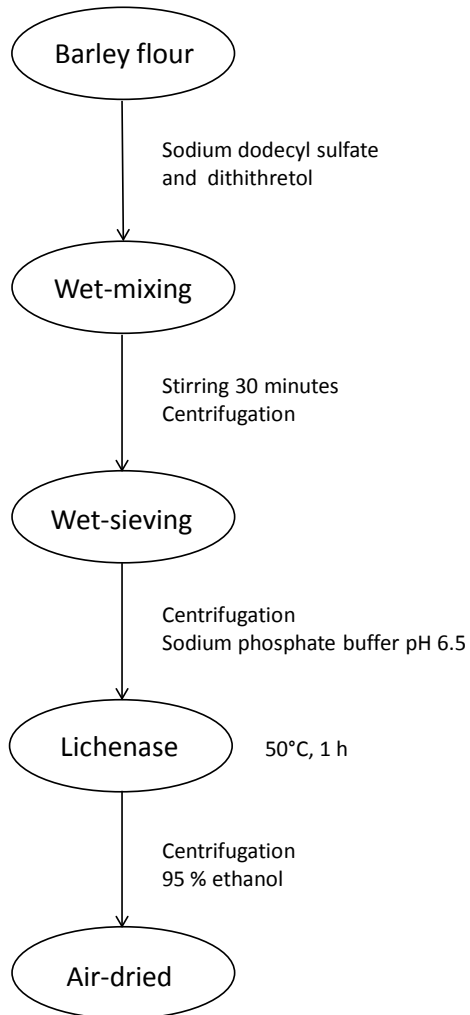 Barley flour
Sodium dodecyl sulfate
and dithithretol
Wet-mixing
Stirring 30 minutes
Centrifugation
Wet-sieving
Centrifugation
Sodium phosphate buffer pH 6.5
Lichenase
50°C, 1 h
Centrifugation
95 % ethanol
Air-dried